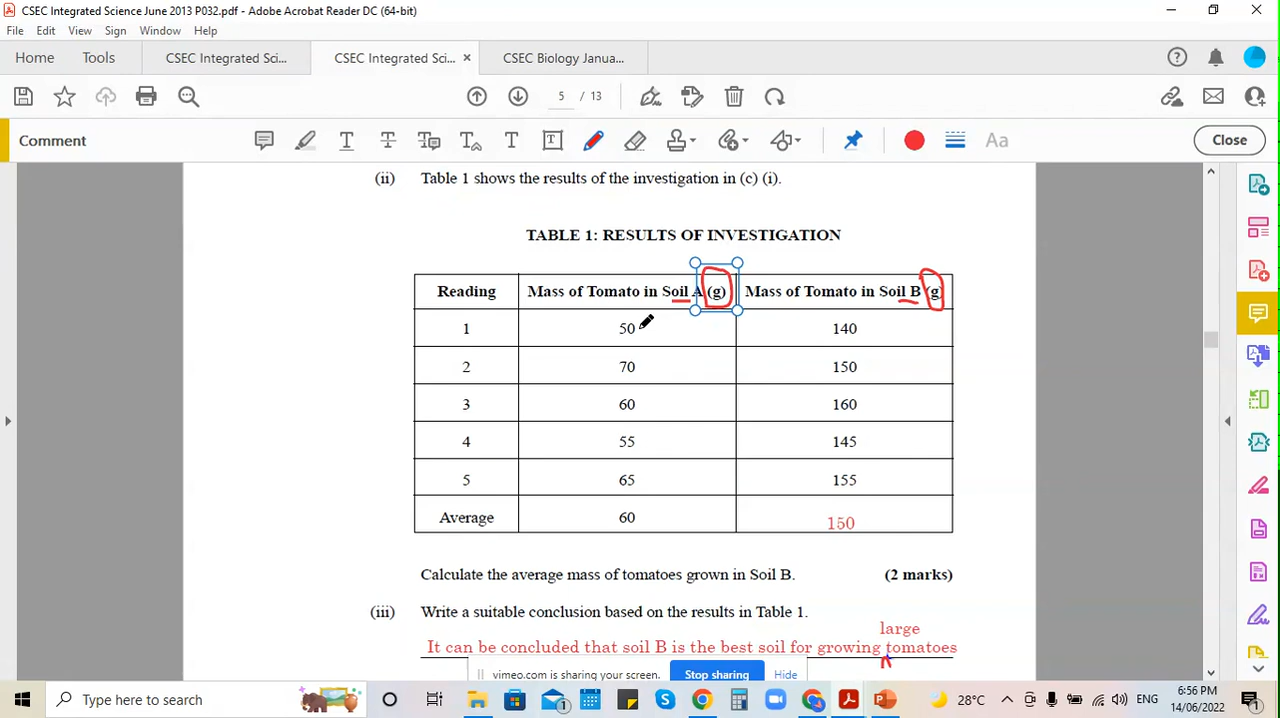 CSEC Integrated Science June 2013 P032.pdf - Adobe Acrobat Reader DC (64-bit)
File Edit View Sign Window Help
Home Tools CSEC Integrated Sci... CSEC Integrated Sci... × CSEC Biology Janua...
5 / 13
Comment
Close
(ii) Table 1 shows the results of the investigation in (c) (i).
TABLE 1: RESULTS OF INVESTIGATION
Reading Mass of Tomato in Soil A (g) Mass of Tomato in Soil B (g)
1 50 140
2 70 150
3 60 160
4 55 145
5 65 155
Average 60 150
Calculate the average mass of tomatoes grown in Soil B. (2 marks)
(iii) Write a suitable conclusion based on the results in Table 1.
large
It can be concluded that soil B is the best soil for growing tomatoes
vimeo.com is sharing your screen. Stop sharing Hide
Type here to search
28°C
ENG
6:56 PM
14/06/2022